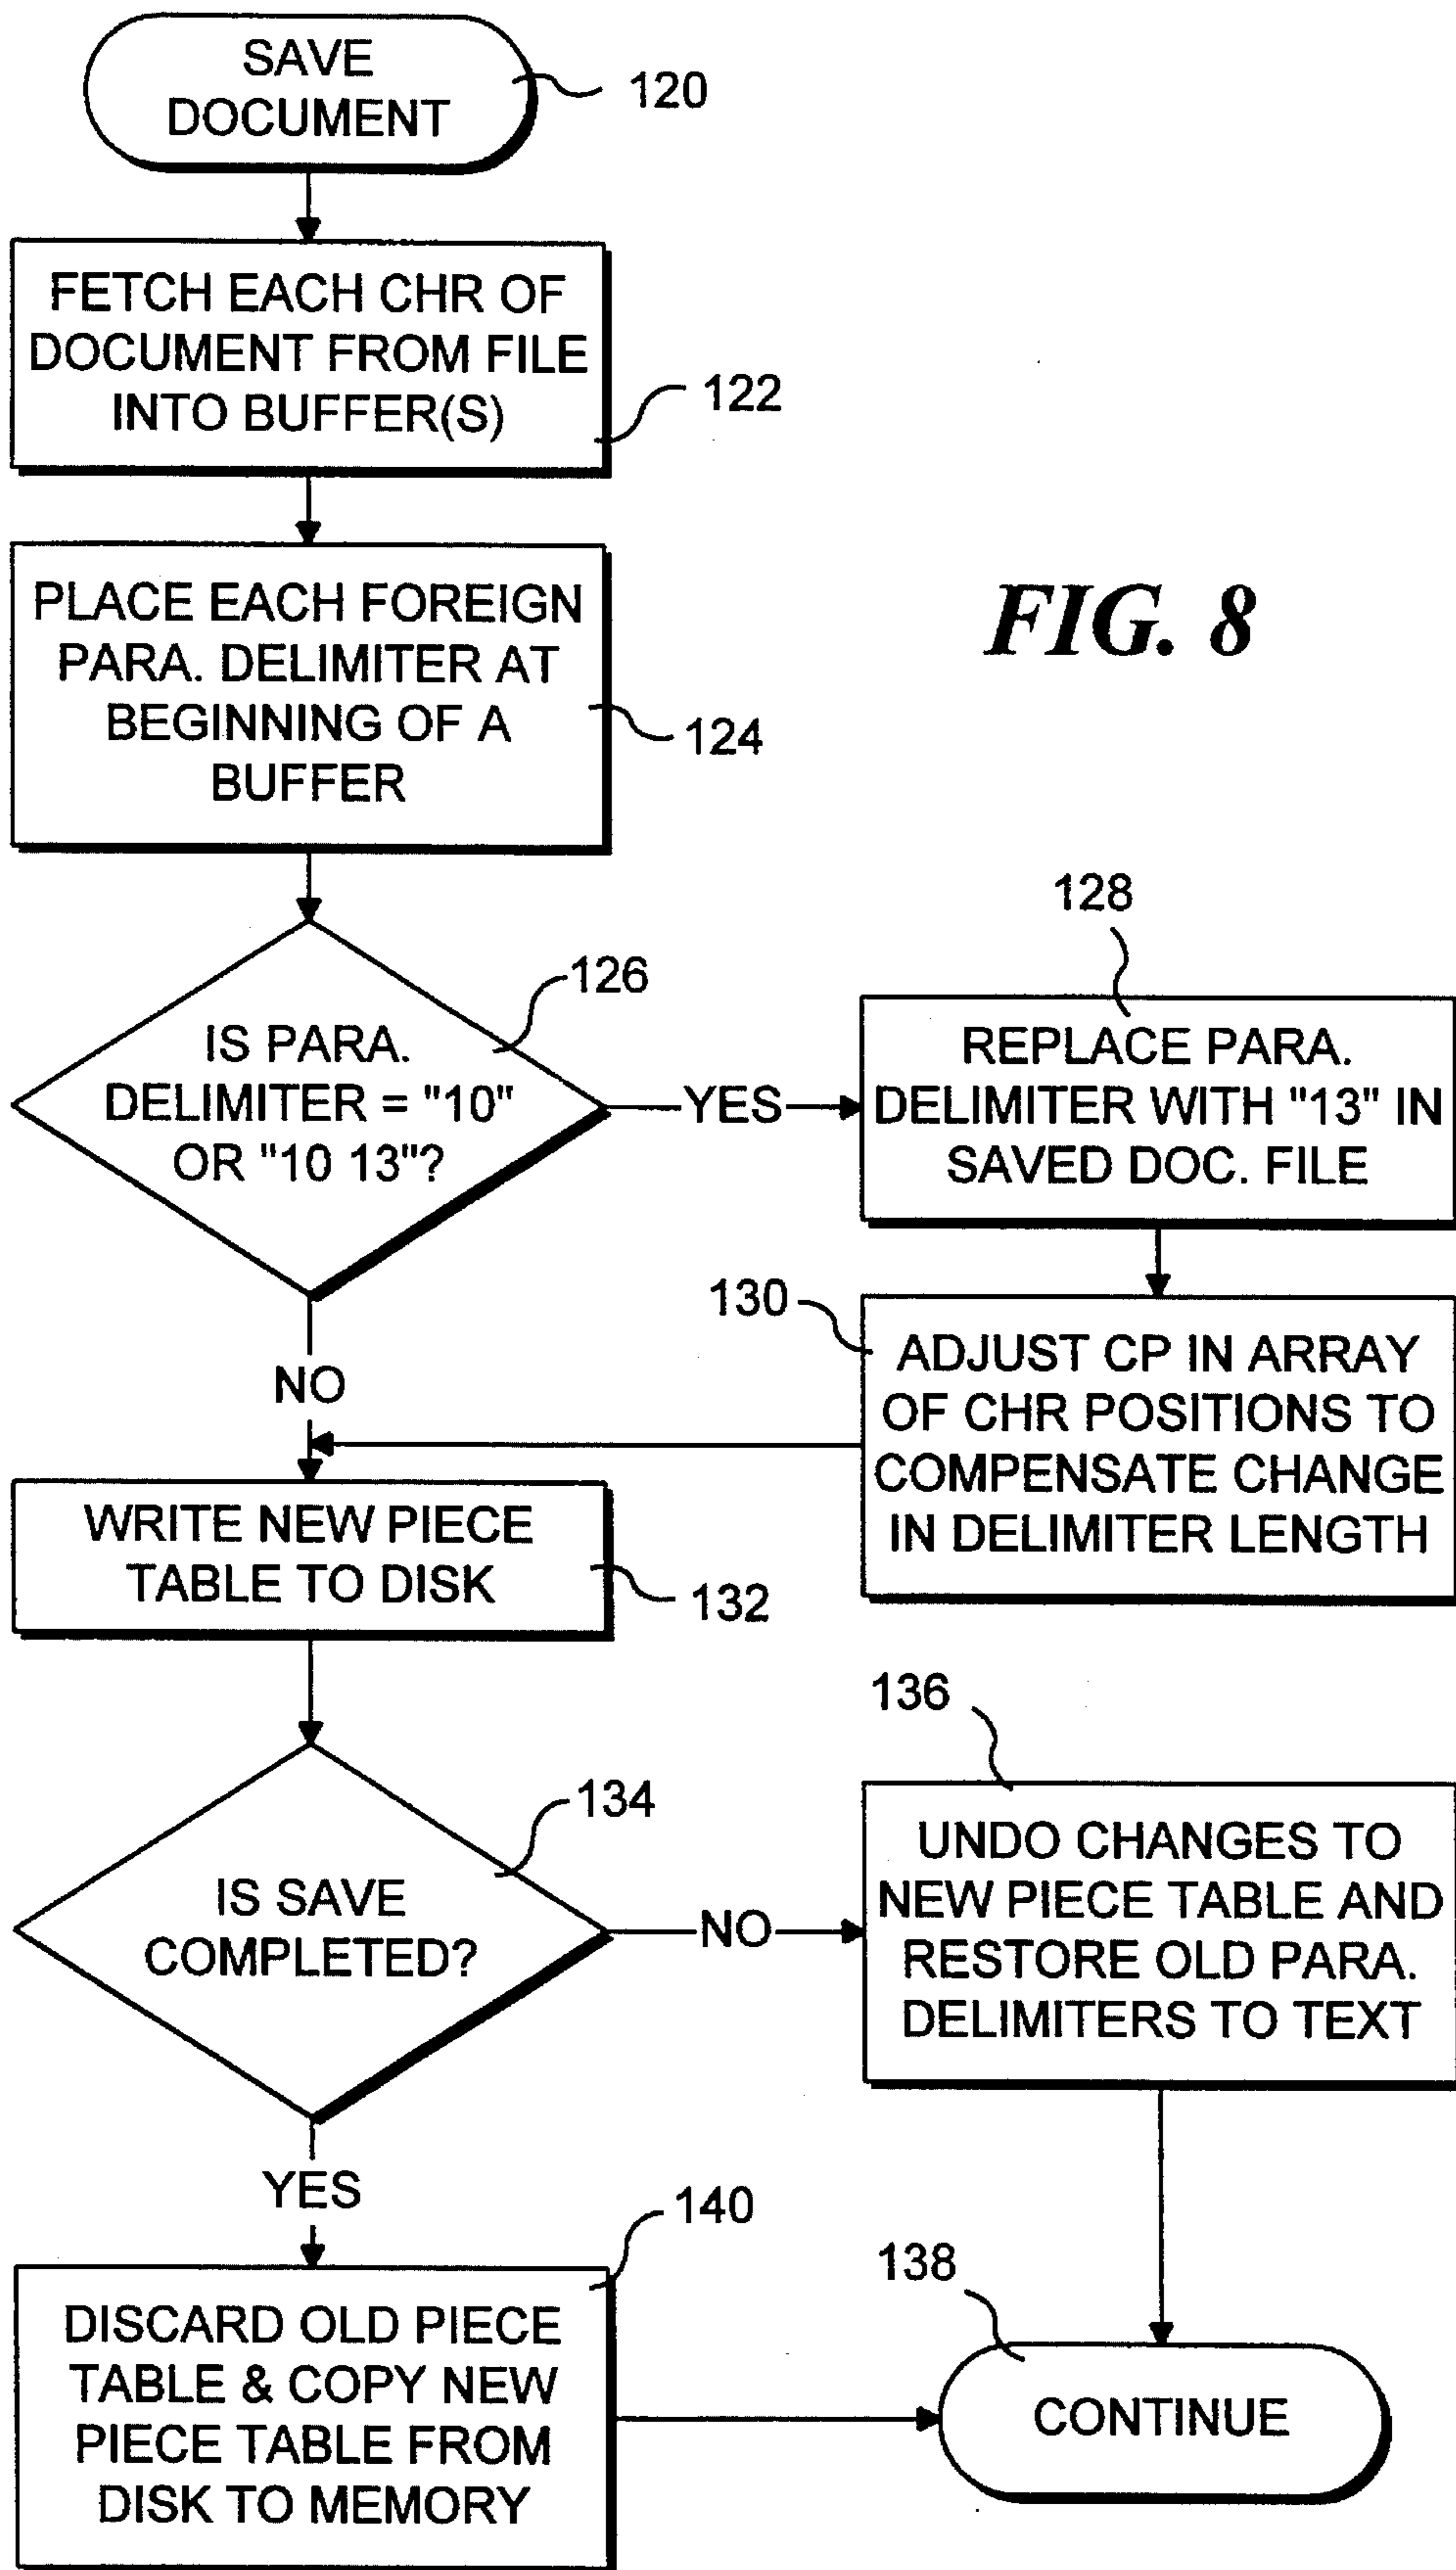 SAVE
DOCUMENT
120
FETCH EACH CHR OF
DOCUMENT FROM FILE
INTO BUFFER(S)
122
PLACE EACH FOREIGN
PARA. DELIMITER AT
BEGINNING OF A
BUFFER
124
FIG. 8
126
IS PARA.
DELIMITER = "10"
OR "10 13"?
YES
128
REPLACE PARA.
DELIMITER WITH "13" IN
SAVED DOC. FILE
130
ADJUST CP IN ARRAY
OF CHR POSITIONS TO
COMPENSATE CHANGE
IN DELIMITER LENGTH
NO
WRITE NEW PIECE
TABLE TO DISK
132
134
IS SAVE
COMPLETED?
NO
136
UNDO CHANGES TO
NEW PIECE TABLE AND
RESTORE OLD PARA.
DELIMITERS TO TEXT
YES
140
DISCARD OLD PIECE
TABLE & COPY NEW
PIECE TABLE FROM
DISK TO MEMORY
138
CONTINUE